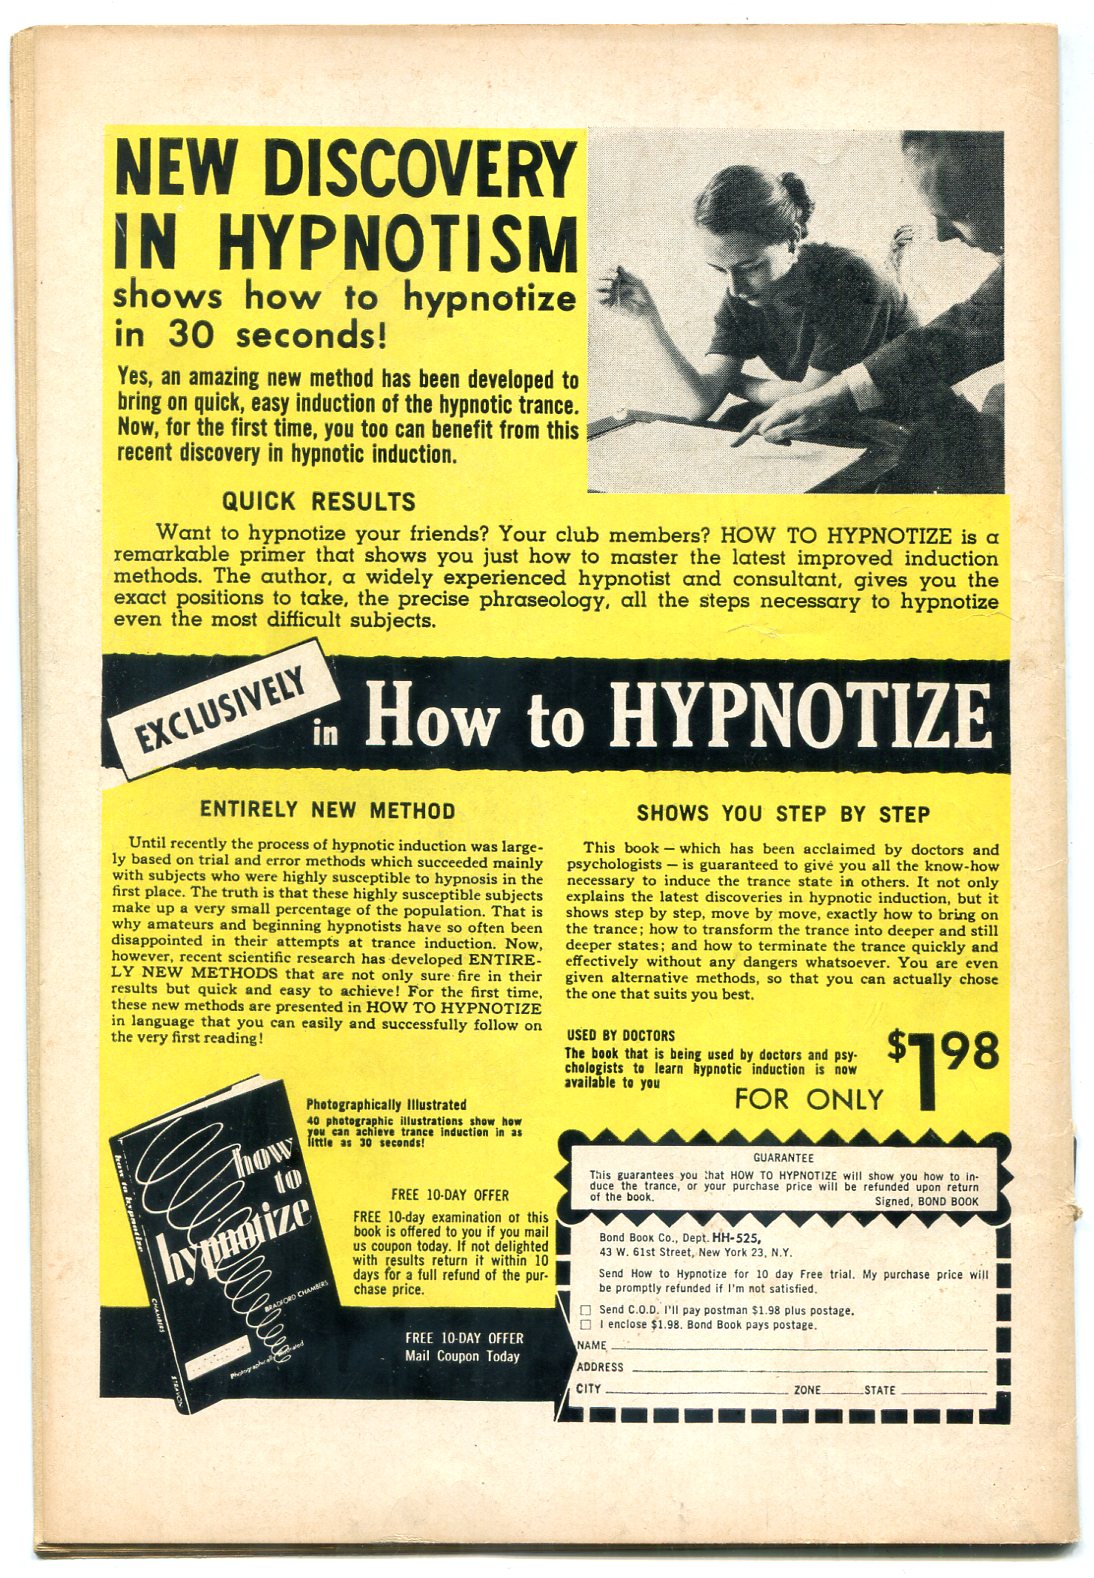 NEW DISCOVERY
IN HYPNOTISM
shows how to hypnotize
in 30 seconds!
Yes, an amazing new method has been developed to
bring on quick, easy induction of the hypnotic trance.
Now, for the first time, you too can benefit from this
recent discovery in hypnotic induction.
QUICK RESULTS
Want to hypnotize your friends? Your club members? HOW TO HYPNOTIZE is a
remarkable primer that shows you just how to master the latest improved induction
methods. The author, a widely experienced hypnotist and consultant, gives you the
exact positions to take, the precise phraseology, all the steps necessary to hypnotize
even the most difficult subjects.
EXCLUSIVELY
in How to HYPNOTIZE
ENTIRELY NEW METHOD
Until recently the process of hypnotic induction was large-
ly based on trial and error methods which succeeded mainly
with subjects who were highly susceptible to hypnosis in the
first place. The truth is that these highly susceptible subjects
make up a very small percentage of the population. That is
why amateurs and beginning hypnotists have so often been
disappointed in their attempts at trance induction. Now,
however, recent scientific research has developed ENTIRE-
LY NEW METHODS that are not only sure fire in their
results but quick and easy to achieve! For the first time,
these new methods are presented in HOW TO HYPNOTIZE
in language that you can easily and successfully follow on
the very first reading!
SHOWS YOU STEP BY STEP
This book — which has been acclaimed by doctors and
psychologists — is guaranteed to give you all the know-how
necessary to induce the trance state in others. It not only
explains the latest discoveries in hypnotic induction, but it
shows step by step, move by move, exactly how to bring on
the trance; how to transform the trance into deeper and still
deeper states; and how to terminate the trance quickly and
effectively without any dangers whatsoever. You are even
given alternative methods, so that you can actually chose
the one that suits you best.
USED BY DOCTORS
The book that is being used by doctors and psy-
chologists to learn hypnotic induction is now
available to you
FOR ONLY $1 98
how to hypnotize
CHAMBERS
STRAVON
how
to
hypnotize
BRADFORD CHAMBERS
Photographically Illustrated
Photographically Illustrated
40 photographic illustrations show how
you can achieve trance induction in as
little as 30 seconds!
FREE 10-DAY OFFER
FREE 10-day examination of this
book is offered to you if you mail
us coupon today. If not delighted
with results return it within 10
days for a full refund of the pur-
chase price.
FREE 10-DAY OFFER
Mail Coupon Today
GUARANTEE
This guarantees you that HOW TO HYPNOTIZE will show you how to in-
duce the trance, or your purchase price will be refunded upon return
of the book.
Signed, BOND BOOK
Bond Book Co., Dept. HH-525,
43 W. 61st Street, New York 23, N.Y.
Send How to Hypnotize for 10 day Free trial. My purchase price will
be promptly refunded if I'm not satisfied.
Send C.O.D. I'll pay postman $1.98 plus postage.
I enclose $1.98. Bond Book pays postage.
NAME
ADDRESS
CITY ZONE STATE